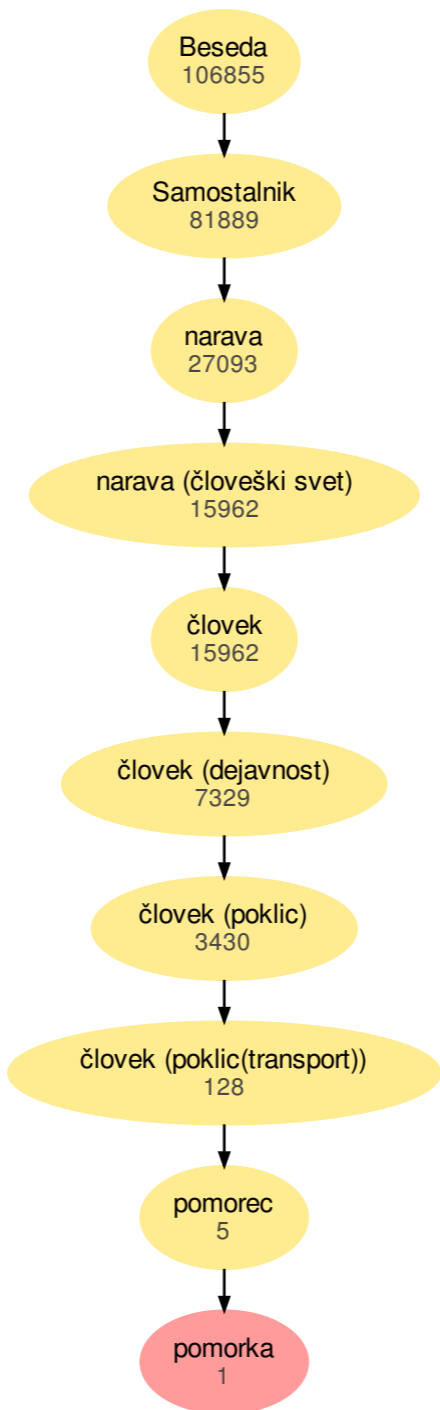 Beseda
106855
Samostalnik
81889
narava
27093
narava (človeški svet)
15962
človek
15962
človek (dejavnost)
7329
človek (poklic)
3430
človek (poklic(transport))
128
pomorec
5
pomorka
1